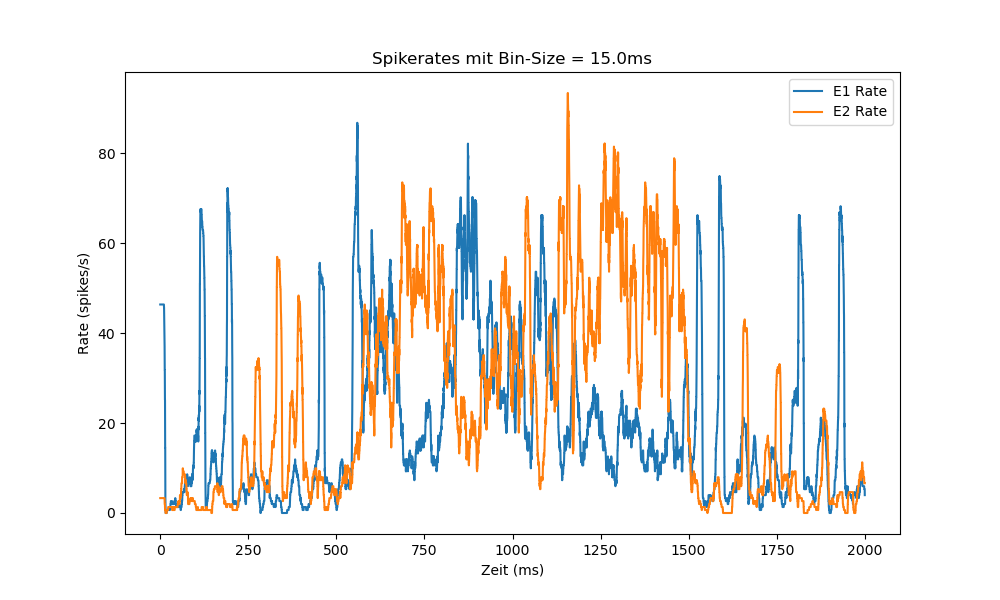 Spikerates mit Bin-Size = 15.0ms
E1 Rate
E2 Rate
Rate (spikes/s)
80
60
40
20
0
0 250 500 750 1000 1250 1500 1750 2000
Zeit (ms)